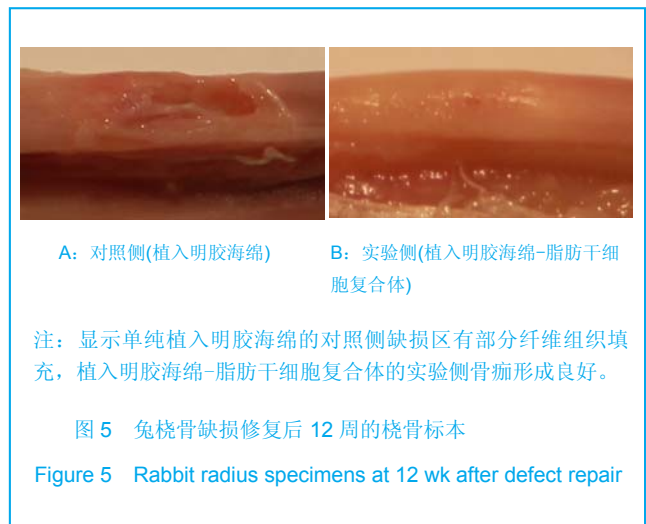 A：对照侧(植入明胶海绵)
B：实验侧(植入明胶海绵-脂肪干细
胞复合体)
注：显示单纯植入明胶海绵的对照侧缺损区有部分纤维组织填
充，植入明胶海绵-脂肪干细胞复合体的实验侧骨痂形成良好。
图 5 兔桡骨缺损修复后 12 周的桡骨标本
Figure 5 Rabbit radius specimens at 12 wk after defect repair